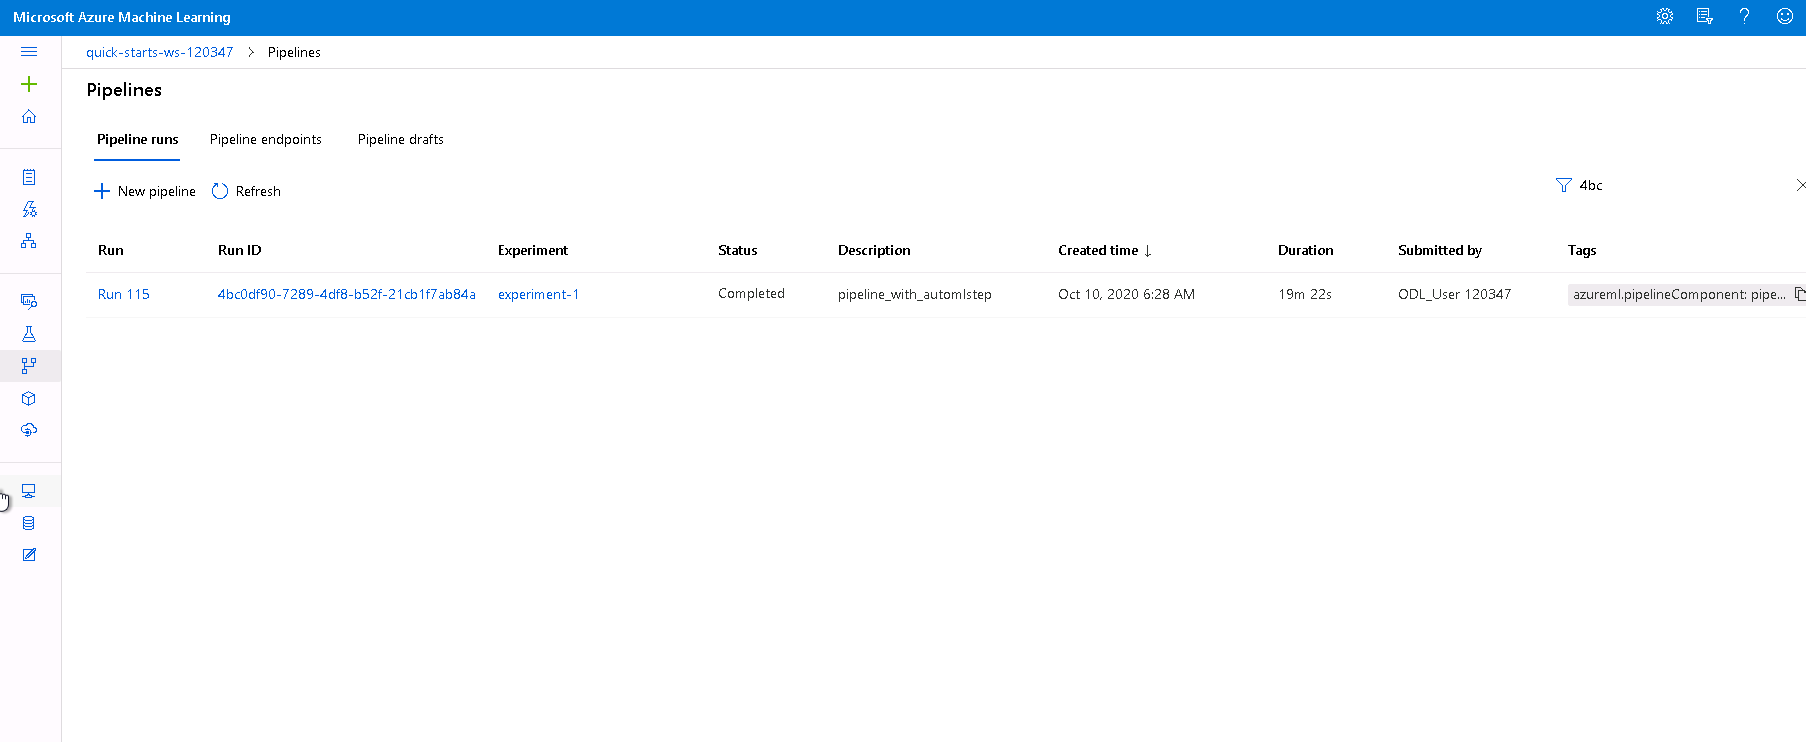 Microsoft Azure Machine Learning
quick-starts-ws-120347 > Pipelines
Pipelines
Pipeline runs Pipeline endpoints Pipeline drafts
New pipeline Refresh 4bc
Run Run ID Experiment Status Description Created time ↓ Duration Submitted by Tags
Run 115 4bc0df90-7289-4df8-b52f-21cb1f7ab84a experiment-1 Completed pipeline_with_automlstep Oct 10, 2020 6:28 AM 19m 22s ODL_User 120347 azureml.pipelineComponent: pipe...